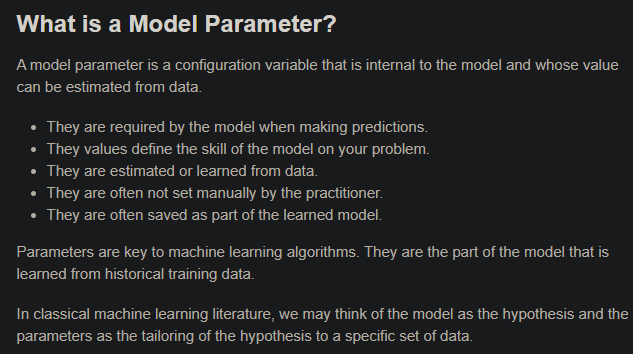 What is a Model Parameter?
A model parameter is a configuration variable that is internal to the model and whose value
can be estimated from data.
• They are required by the model when making predictions.
• They values define the skill of the model on your problem.
• They are estimated or learned from data.
• They are often not set manually by the practitioner.
• They are often saved as part of the learned model.
Parameters are key to machine learning algorithms. They are the part of the model that is
learned from historical training data.
In classical machine learning literature, we may think of the model as the hypothesis and the
parameters as the tailoring of the hypothesis to a specific set of data.